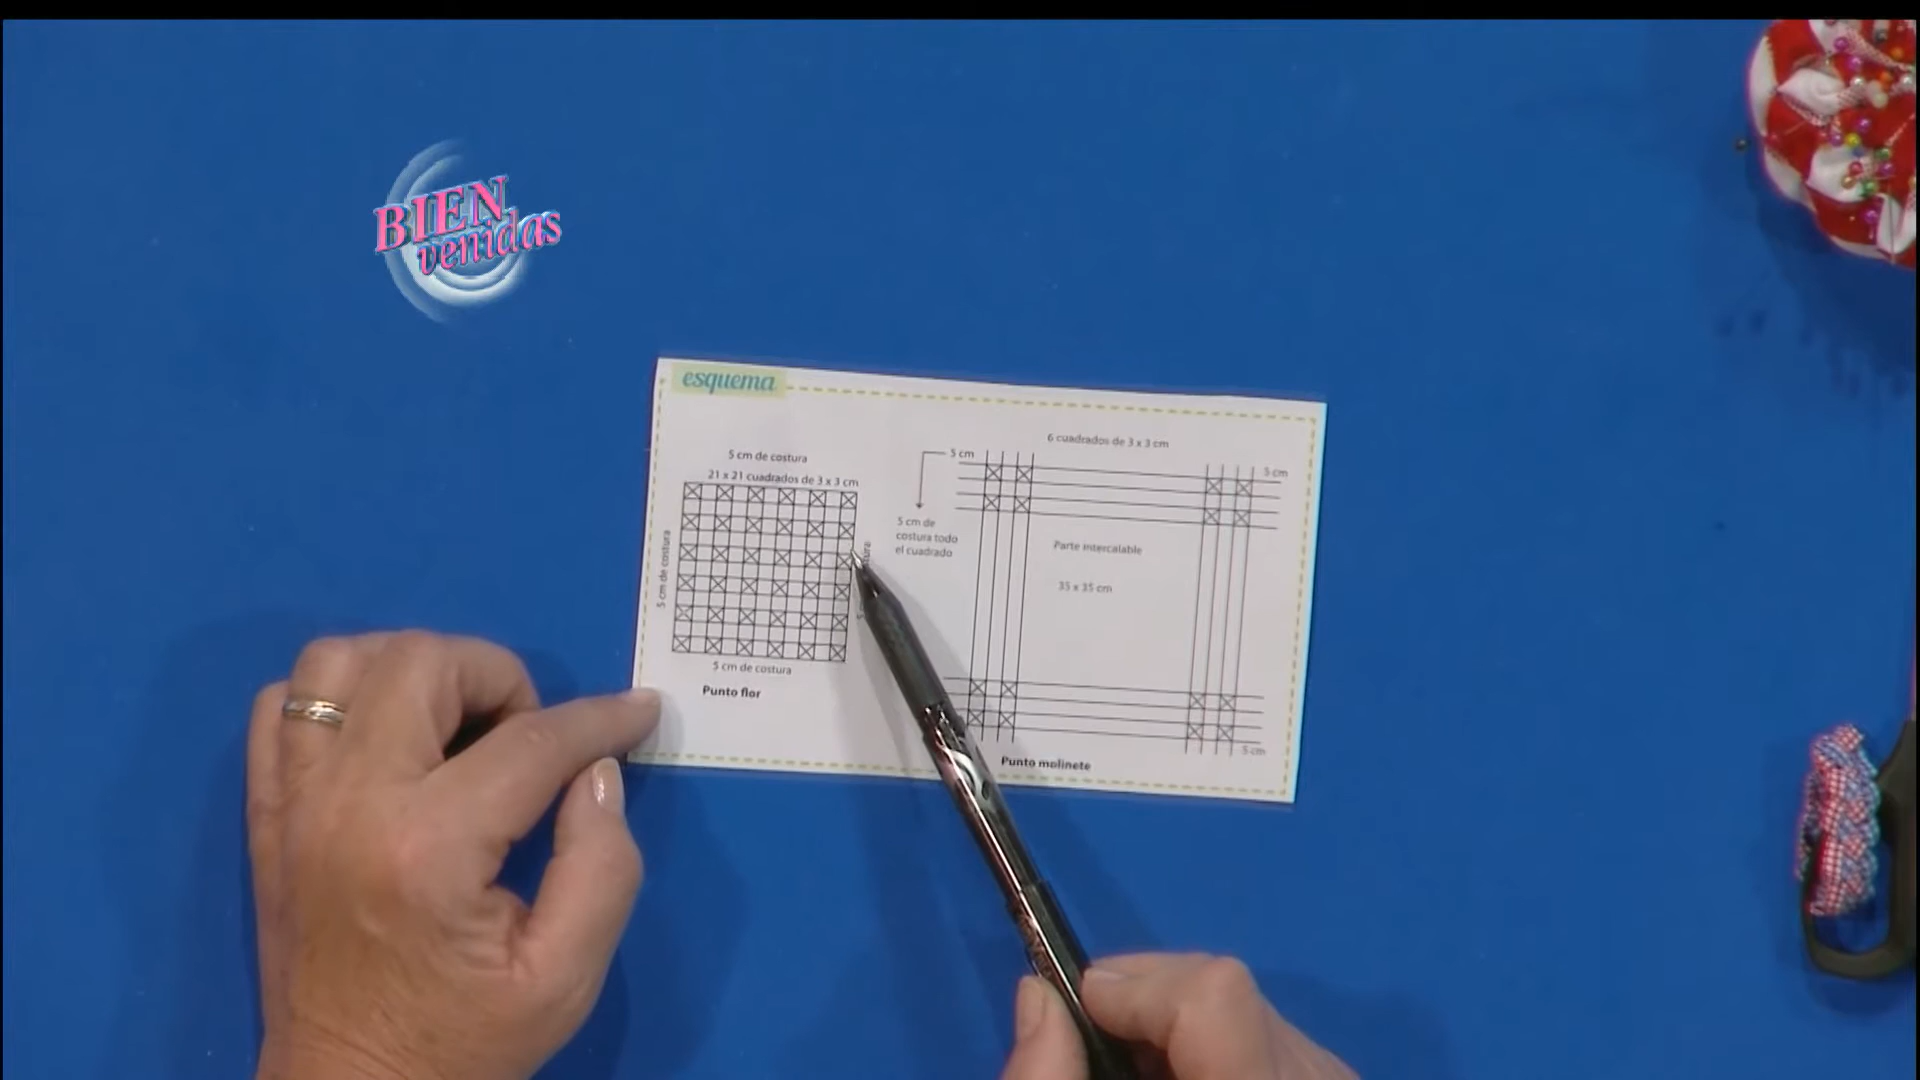 BIEN
venidas
esquema
5 cm de costura
21 x 21 cuadrados de 3 x 3 cm
5 cm de costura
5 cm de costura
Punto flor
6 cuadrados de 3 x 3 cm
5 cm
5 cm
5 cm de
costura todo
el cuadrado
Parte intercalable
35 x 35 cm
5 cm
Punto molinete